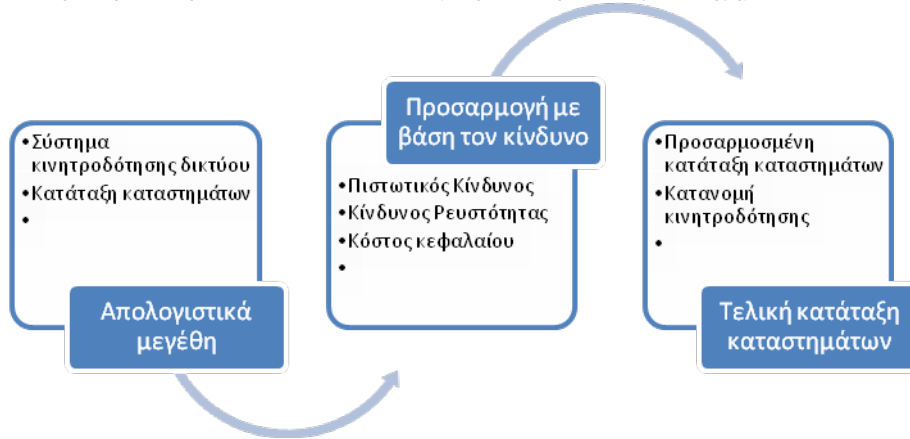 •Σύστημα
κινητροδότησης δικτύου
•Κατάταξη καταστημάτων
•
Απολογιστικά
μεγέθη
Προσαρμογή με
βάση τον κίνδυνο
•Πιστωτικός Κίνδυνος
•Κίνδυνος Ρευστότητας
•Κόστος κεφαλαίου
•
•Προσαρμοσμένη
κατάταξη καταστημάτων
•Κατανομή
κινητροδότησης
•
Τελική κατάταξη
καταστημάτων